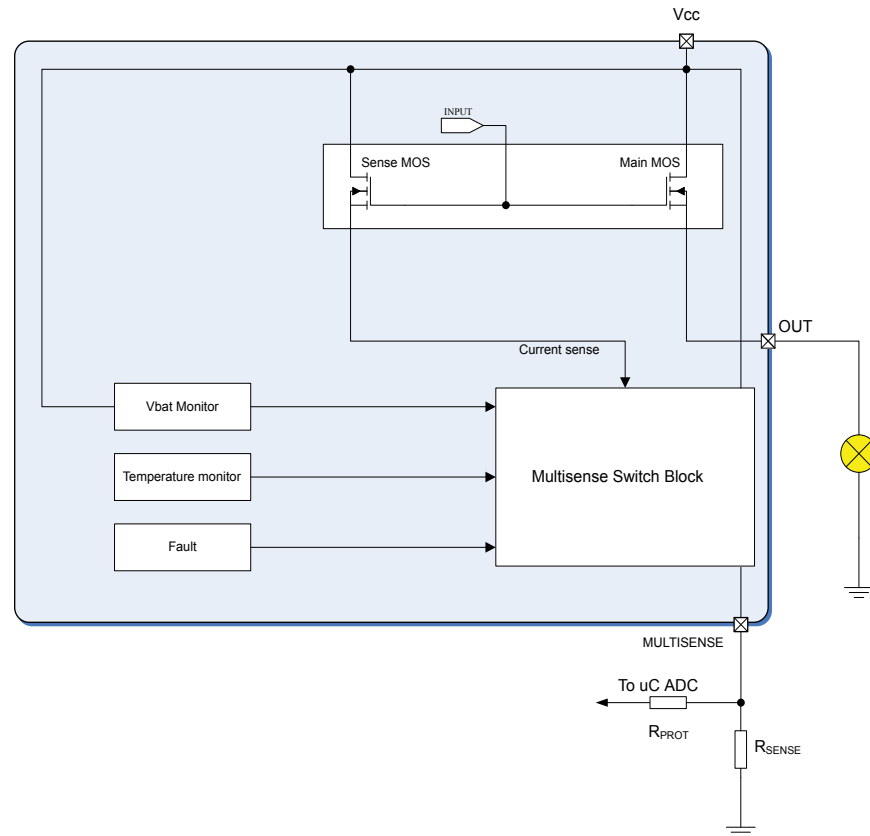 Vcc
INPUT
Sense MOS
Main MOS
OUT
Current sense
Vbat Monitor
Temperature monitor
Multisense Switch Block
Fault
MULTISENSE
To uC ADC
RPROT
RSENSE